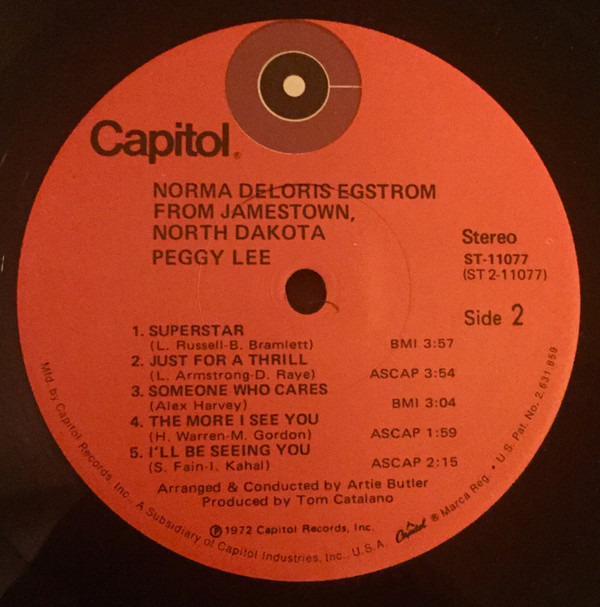 Capitol®
NORMA DELORIS EGSTROM
FROM JAMESTOWN,
NORTH DAKOTA
PEGGY LEE
Stereo
ST-11077
(ST 2-11077)
Side 2
1. SUPERSTAR
(L. Russell-B. Bramlett) BMI 3:57
2. JUST FOR A THRILL
(L. Armstrong-D. Raye) ASCAP 3:54
3. SOMEONE WHO CARES
(Alex Harvey) BMI 3:04
4. THE MORE I SEE YOU
(H. Warren-M. Gordon) ASCAP 1:59
5. I'LL BE SEEING YOU
(S. Fain-I. Kahal) ASCAP 2:15
Arranged & Conducted by Artie Butler
Produced by Tom Catalano
Ⓟ1972 Capitol Records, Inc.
Mfd. by Capitol Records, Inc., A Subsidiary of Capitol Industries, Inc., U.S.A. Capitol ® Marca Reg. • U.S. Pat. No. 2,631,859